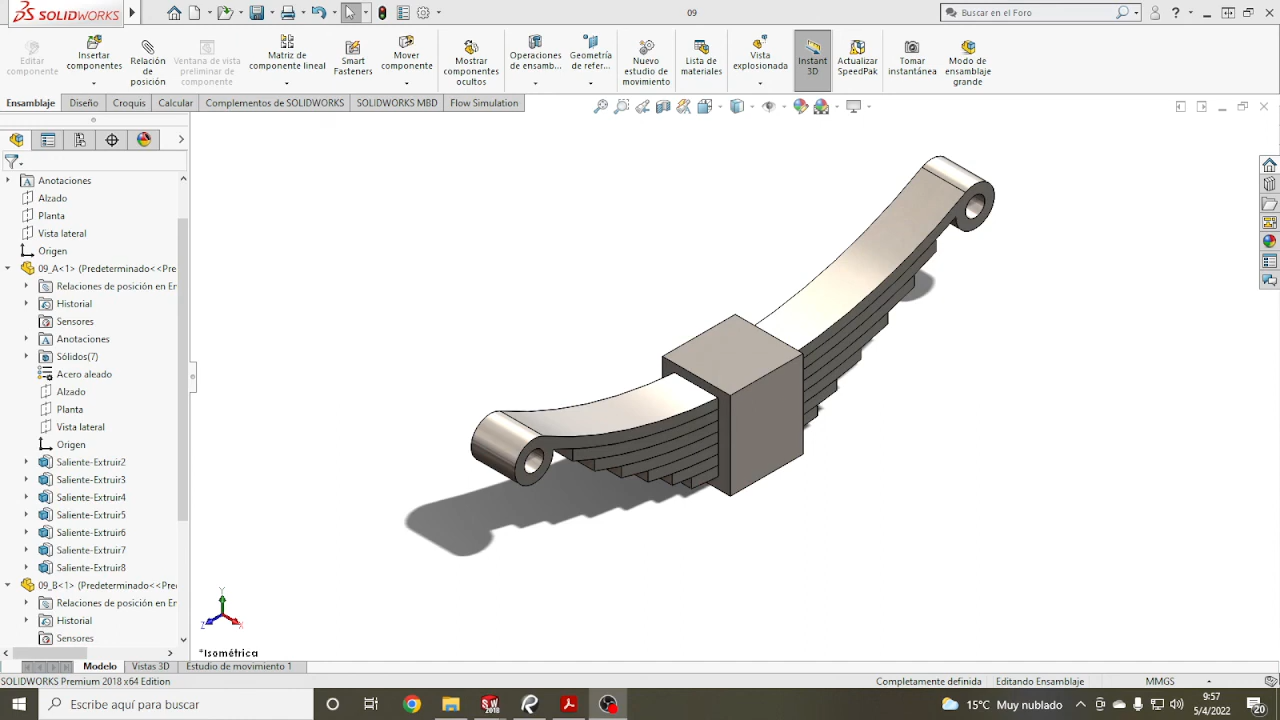 SOLIDWORKS
09
Buscar en el Foro
?
Editar
componente
Insertar
componentes
Relación
de
posición
Ventana de vista
preliminar de
componente
Matriz de
componente lineal
Smart
Fasteners
Mover
componente
Mostrar
componentes
ocultos
Operaciones
de ensamb...
Geometría
de refer...
Nuevo
estudio de
movimiento
Lista de
materiales
Vista
explosionada
Instant
3D
Actualizar
SpeedPak
Tomar
instantánea
Modo de
ensamblaje
grande
Ensamblaje
Diseño
Croquis
Calcular
Complementos de SOLIDWORKS
SOLIDWORKS MBD
Flow Simulation
Anotaciones
Alzado
Planta
Vista lateral
Origen
09_A<1> (Predeterminado<<Pre
Relaciones de posición en En
Historial
Sensores
Anotaciones
Sólidos(7)
Acero aleado
Alzado
Planta
Vista lateral
Origen
Saliente-Extruir2
Saliente-Extruir3
Saliente-Extruir4
Saliente-Extruir5
Saliente-Extruir6
Saliente-Extruir7
Saliente-Extruir8
09_B<1> (Predeterminado<<Pre
Relaciones de posición en En
Historial
Sensores
Y
Z
X
*Isométrica
Modelo
Vistas 3D
Estudio de movimiento 1
SOLIDWORKS Premium 2018 x64 Edition
Completamente definida
Editando Ensamblaje
MMGS
Escribe aquí para buscar
SW
2018
15°C Muy nublado
9:57
5/4/2022
20